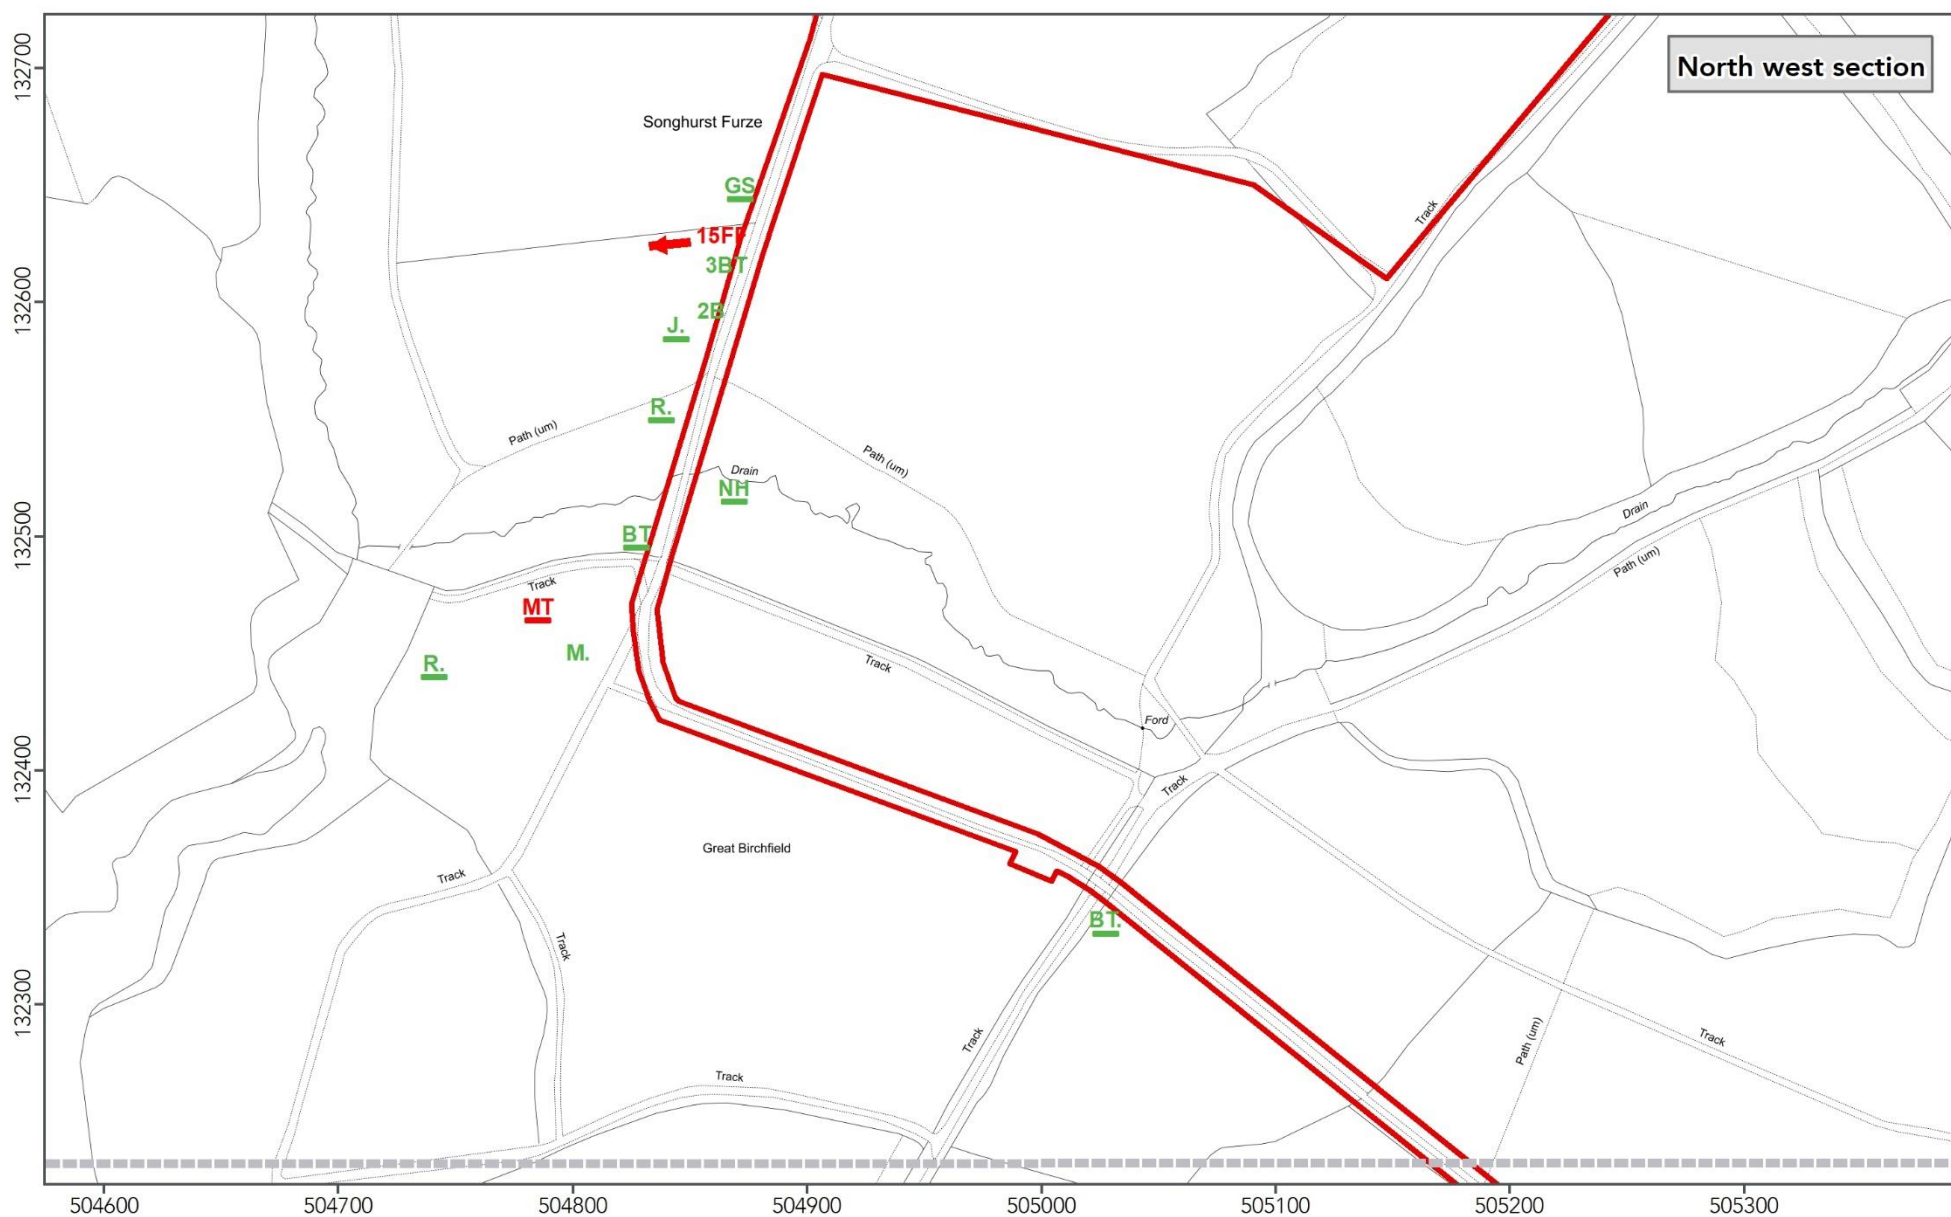 North west section
132700
Songhurst Furze
GS
Track
15FF
3BT
132600
2B
J.
R.
Path (um)
Path (um)
Drain
NH
132500
BT
Drain
Path (um)
Track
MT
M.
R.
Track
Ford
132400
Track
Great Birchfield
Track
BT.
Track
132300
Track
Path (um)
Track
Track
504600
504700
504800
504900
505000
505100
505200
505300